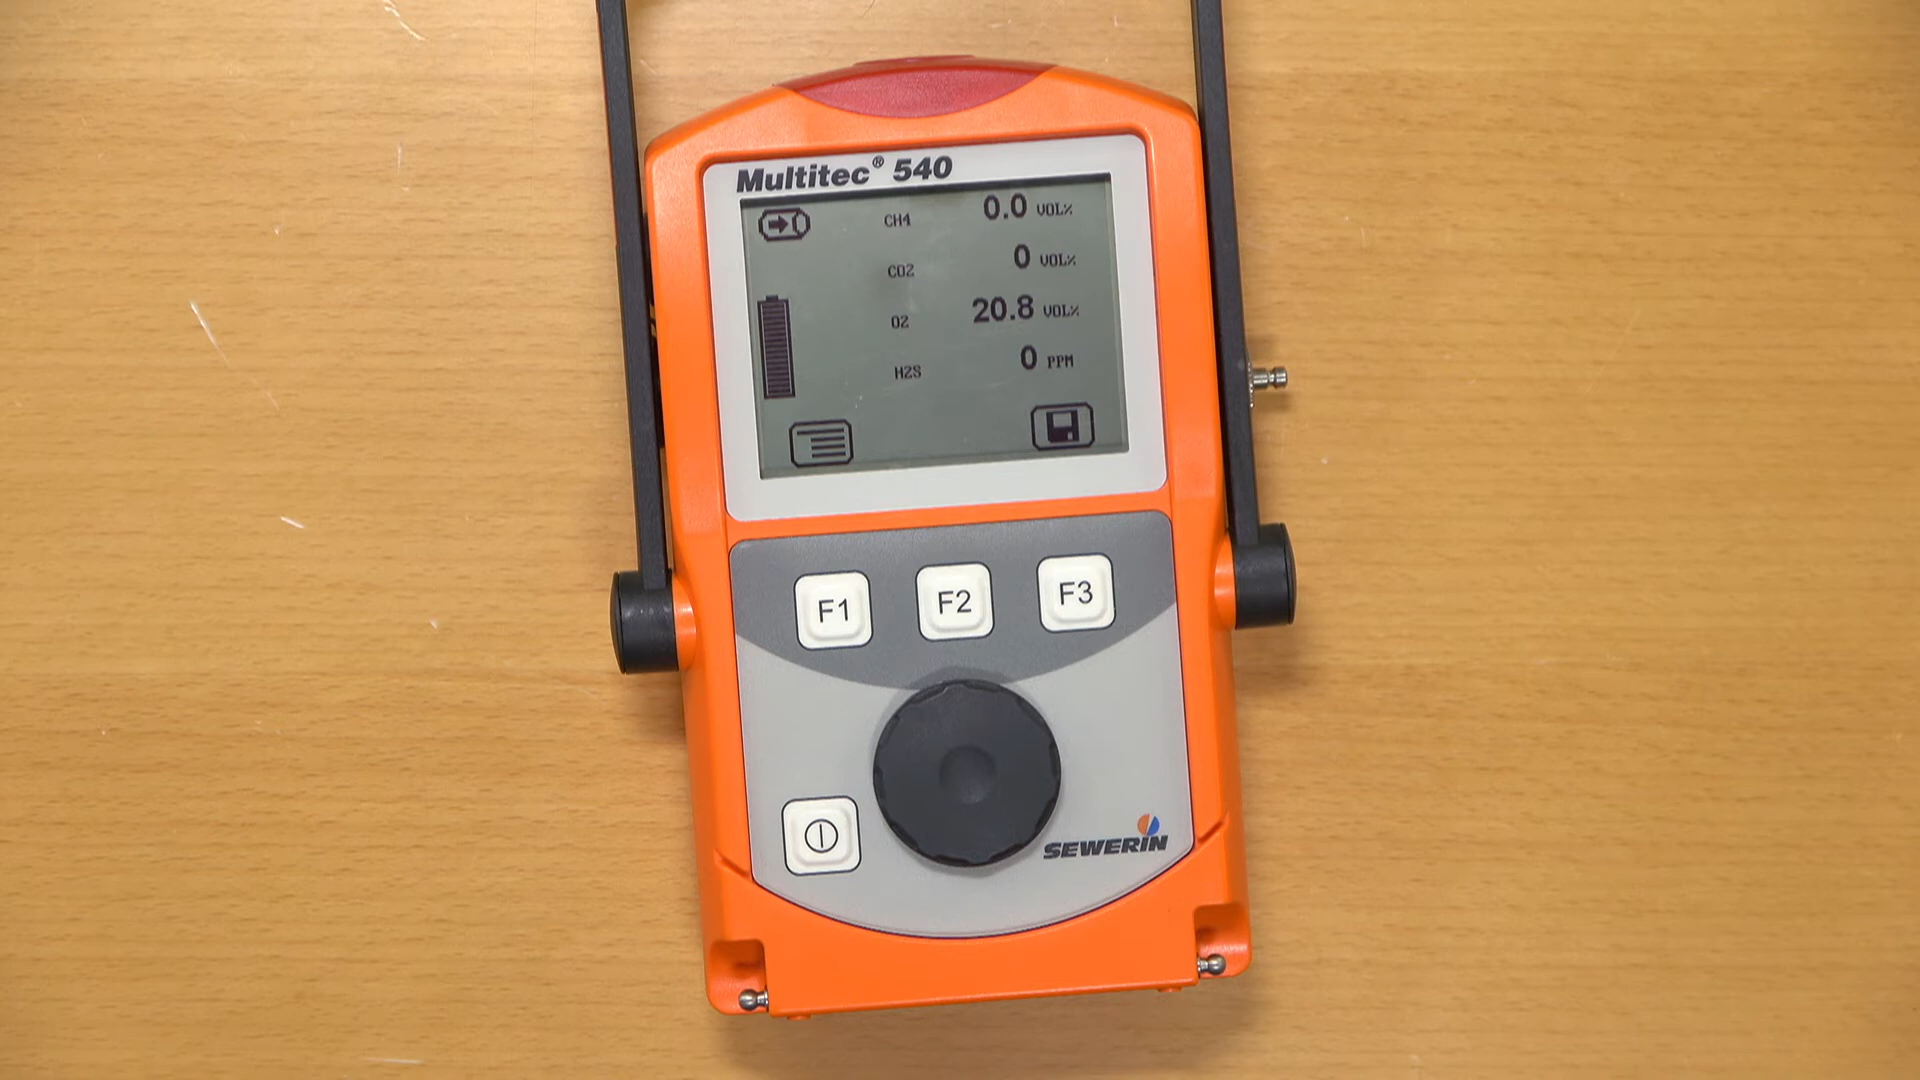 Multitec® 540
CH4 0.0 VOL%
CO2 0 VOL%
O2 20.8 VOL%
H2S 0 PPM
F1 F2 F3
SEWERIN